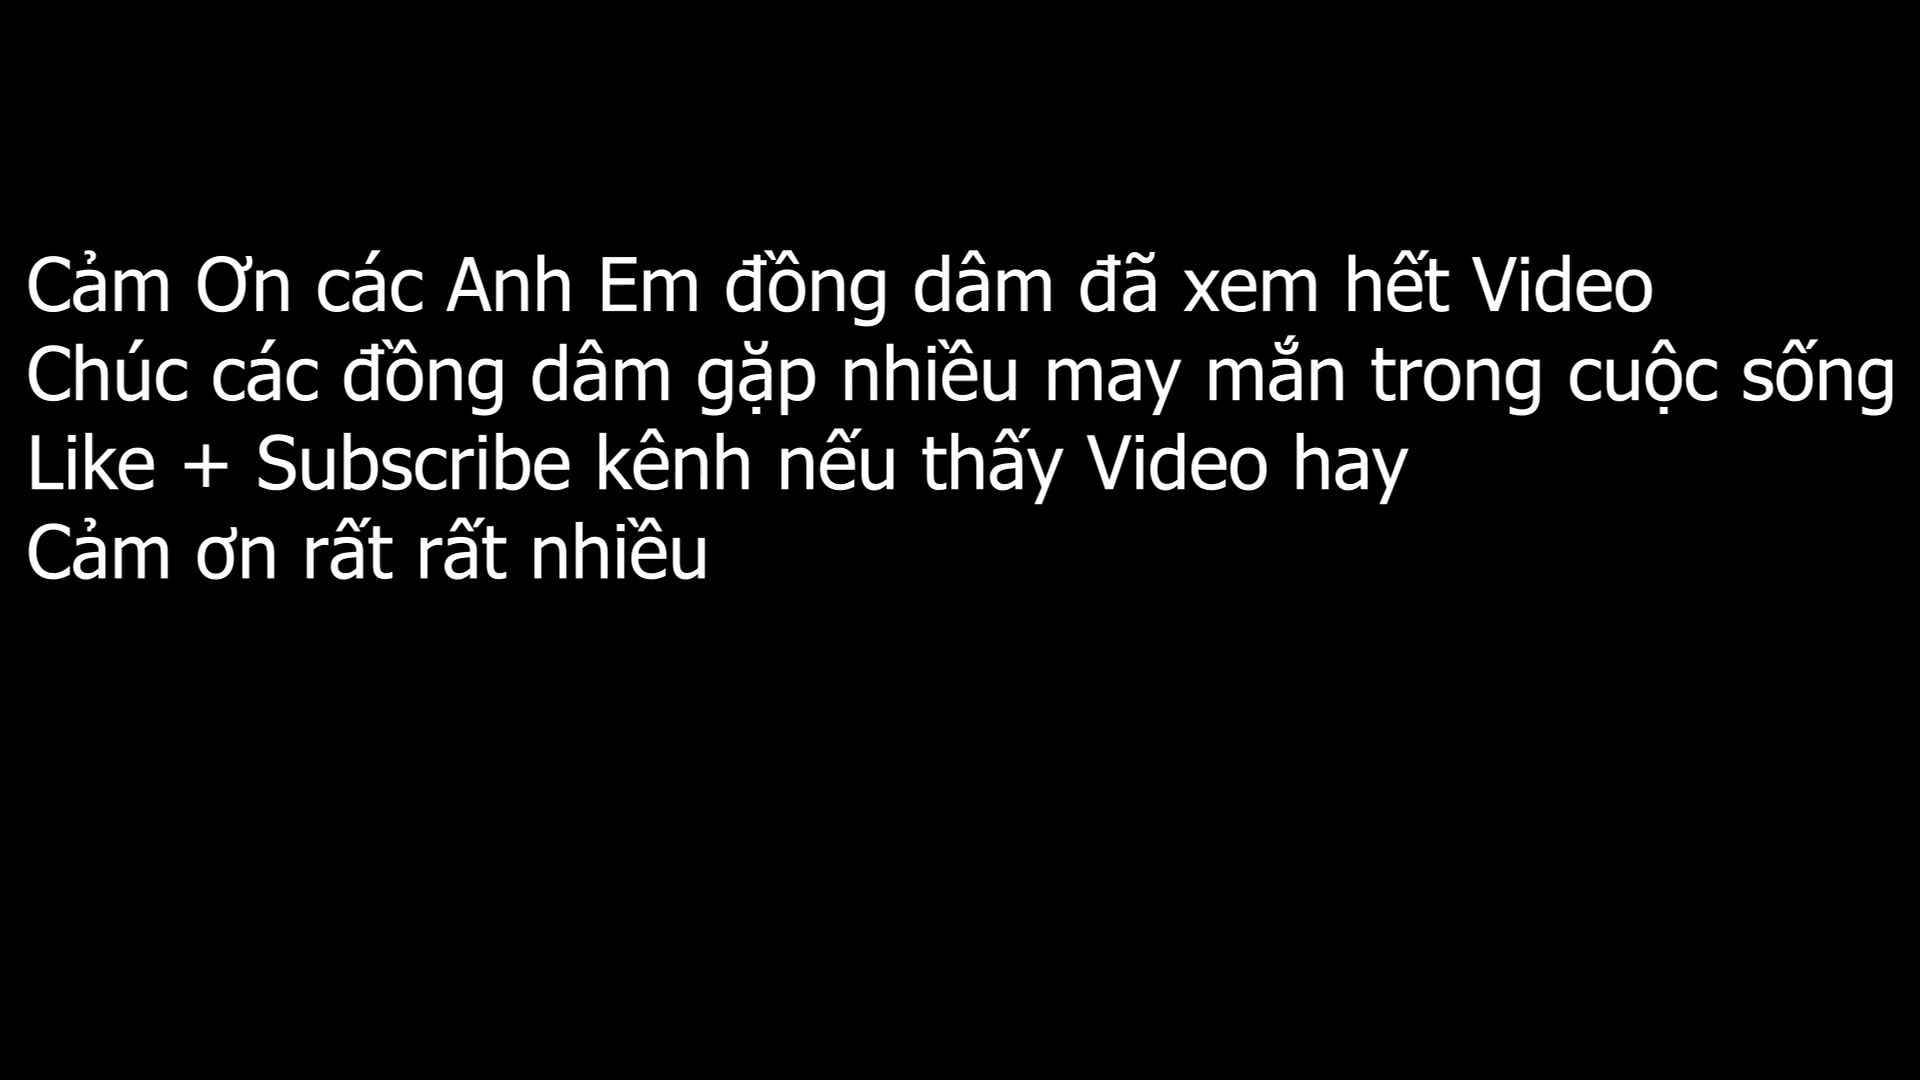 Cảm Ơn các Anh Em đồng dâm đã xem hết Video
Chúc các đồng dâm gặp nhiều may mắn trong cuộc sống
Like + Subscribe kênh nếu thấy Video hay
Cảm ơn rất rất nhiều